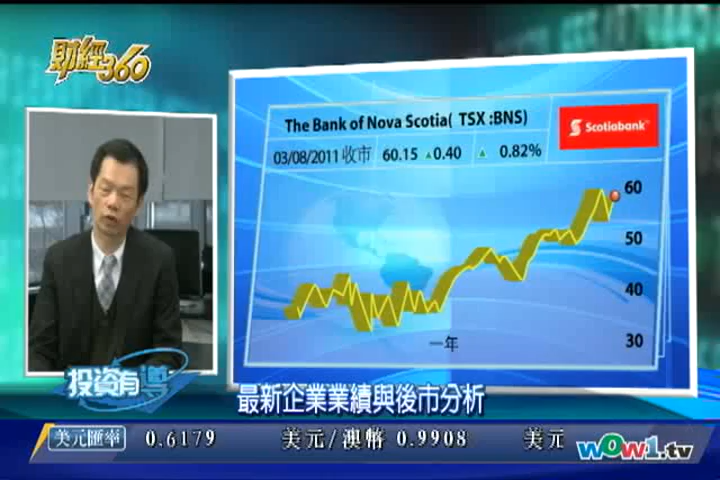 財經360
The Bank of Nova Scotia( TSX :BNS)
03/08/2011 收市 60.15 ▲0.40 ▲ 0.82%
Scotiabank™
60
50
40
30
一年
投資有導
最新企業業績與後市分析
美元匯率 0.6179 美元/澳幣 0.9908 美元
wow1.tv